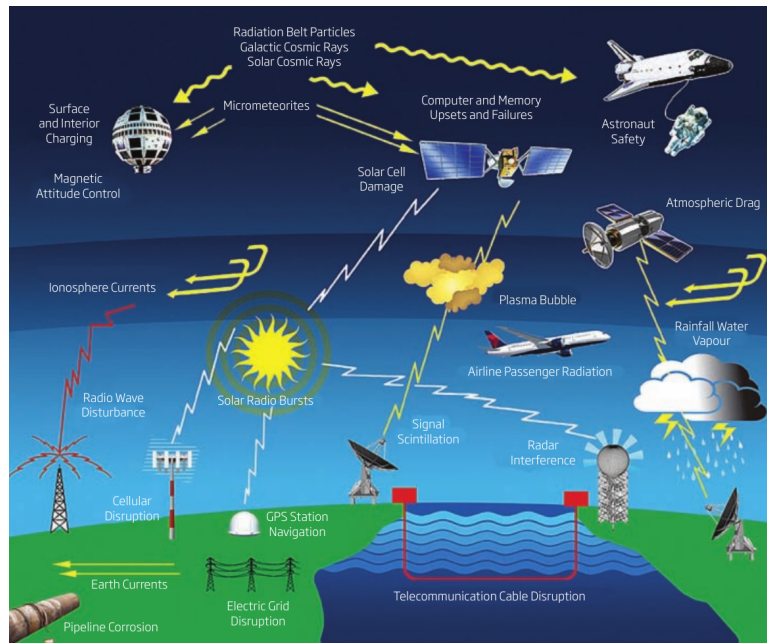 Radiation Belt Particles
Galactic Cosmic Rays
Solar Cosmic Rays
Surface
and Interior
Charging
Micrometeorites
Computer and Memory
Upsets and Failures
Astronaut
Safety
Magnetic
Attitude Control
Solar Cell
Damage
Atmospheric Drag
Ionosphere Currents
Plasma Bubble
Rainfall Water
Vapour
Airline Passenger Radiation
Radio Wave
Disturbance
Solar Radio Bursts
Signal
Scintillation
Radar
Interference
Cellular
Disruption
GPS Station
Navigation
Earth Currents
Electric Grid
Disruption
Telecommunication Cable Disruption
Pipeline Corrosion